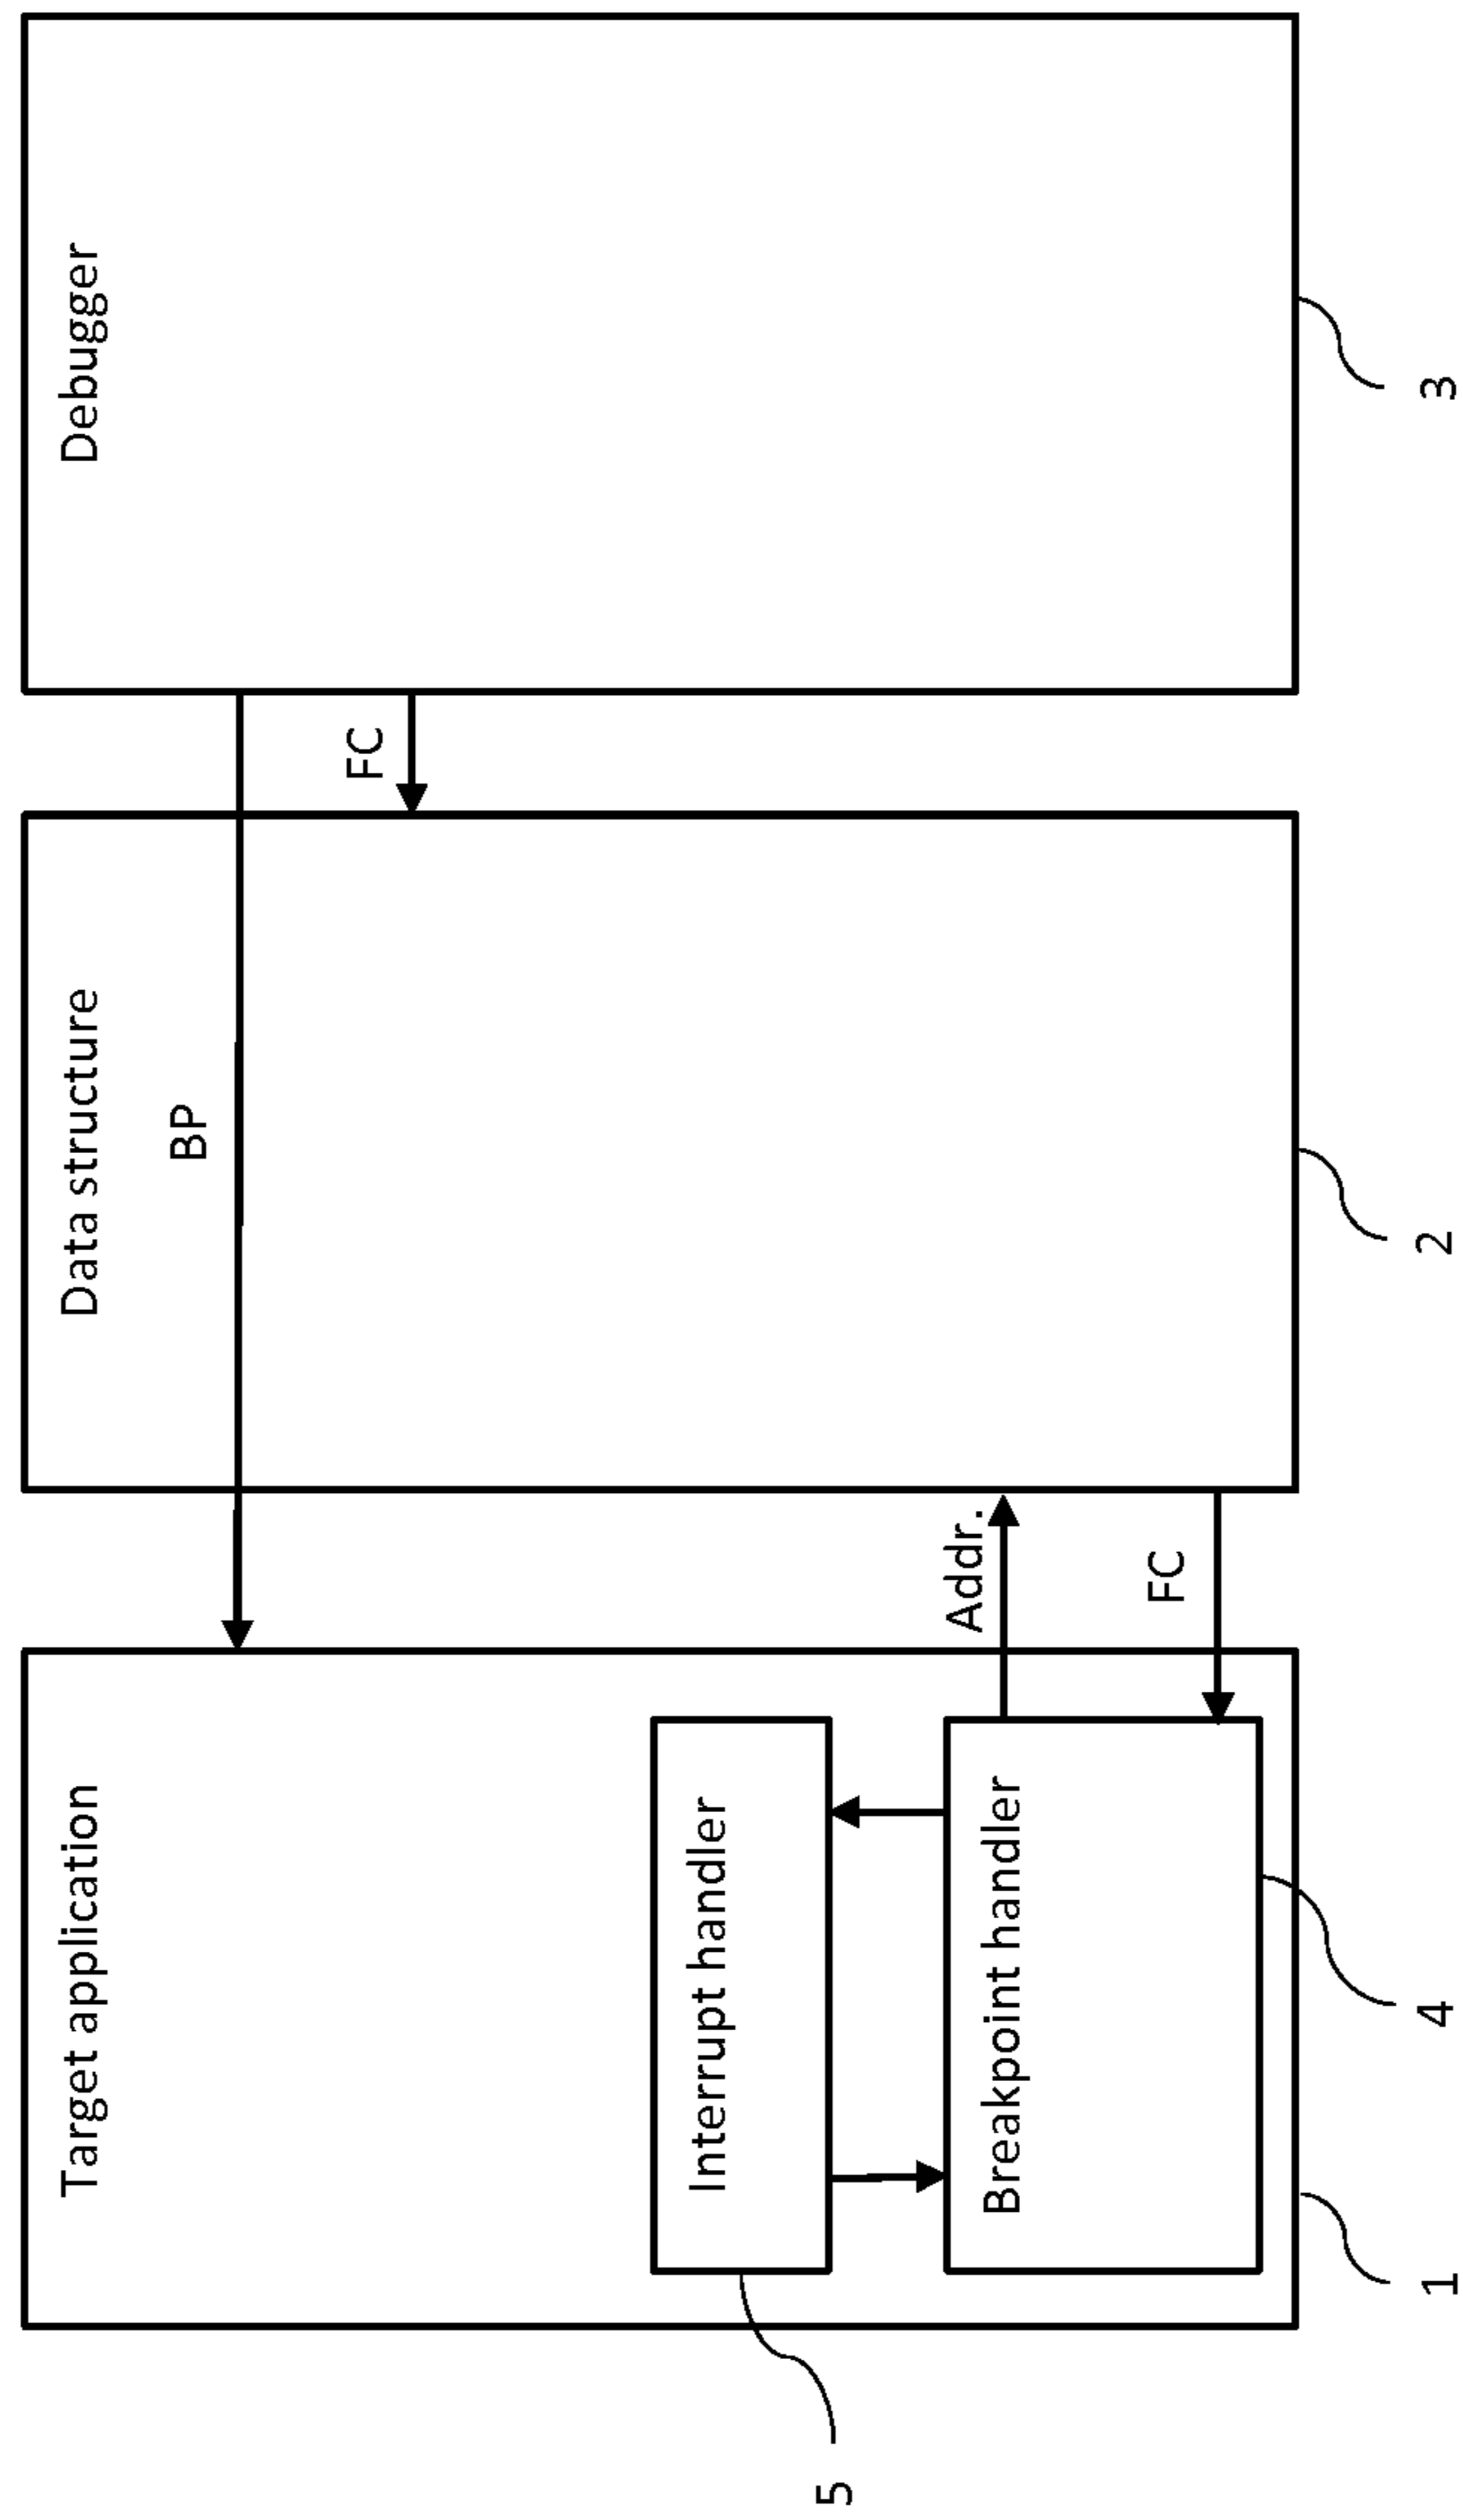 Target application
Data structure
Debugger
BP
FC
Interrupt handler
Addr.
Breakpoint handler
FC
5
1
4
2
3